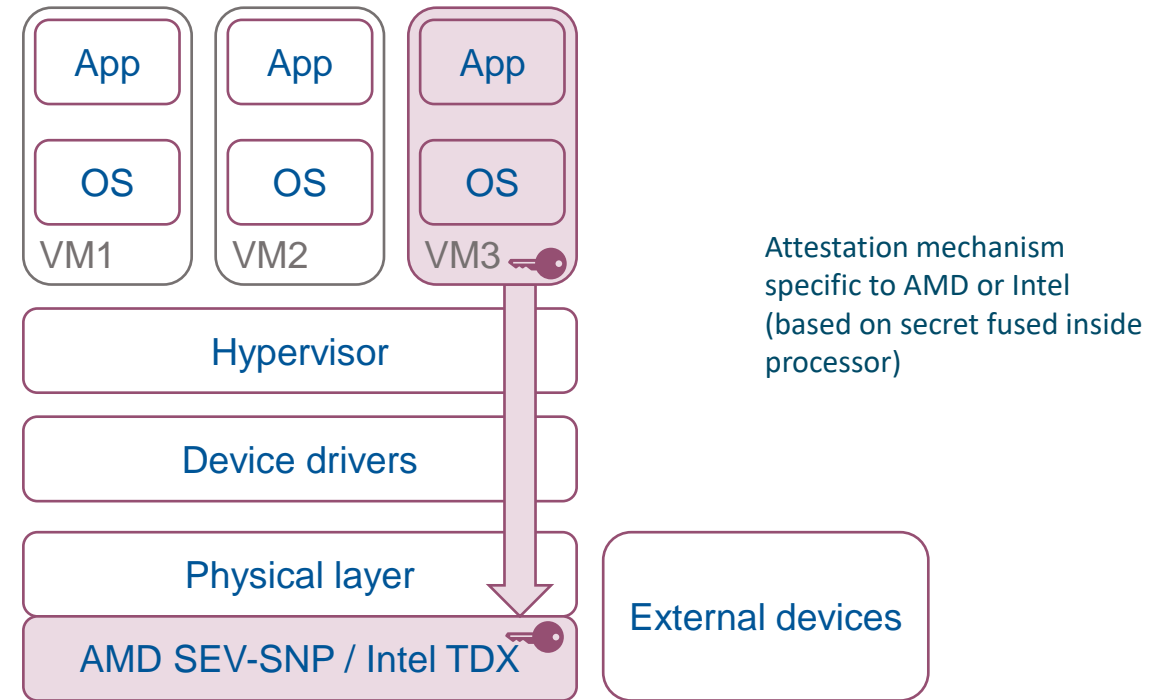 App
App
App
OS
OS
OS
VM1
VM2
VM3
Hypervisor
Device drivers
Physical layer
AMD SEV-SNP / Intel TDX
External devices
Attestation mechanism
specific to AMD or Intel
(based on secret fused inside
processor)